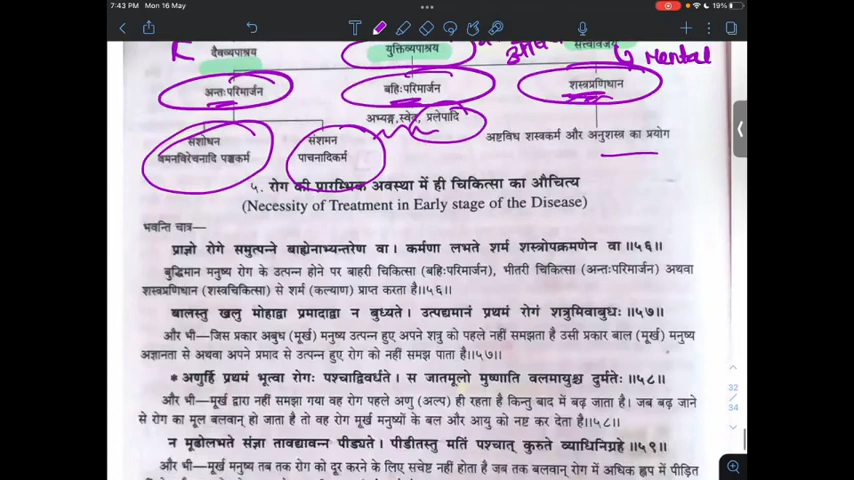 7:43 PM Mon 16 May
19%
दैवव्यपाश्रय
युक्तिव्यपाश्रय
सत्त्वावजय
Mental
अन्तः परिमार्जन
बहिः परिमार्जन
शस्त्रप्रणिधान
अभ्यङ्ग,स्वेद, प्रलेपादि
अष्टविध शस्त्रकर्म और अनुशस्त्र का प्रयोग
संशोधन
संशमन
वमनविरेचनादि पञ्चकर्म
पाचनादिकर्म
५. रोग की प्रारम्भिक अवस्था में ही चिकित्सा का औचित्य
(Necessity of Treatment in Early stage of the Disease)
भवन्ति चात्र—
प्राज्ञो रोगे समुत्पन्ने बाह्येनाभ्यन्तरेण वा। कर्मणा लभते शर्म शस्त्रोपक्रमणेन वा॥५६॥
बुद्धिमान मनुष्य रोग के उत्पन्न होने पर बाहरी चिकित्सा (बहिःपरिमार्जन), भीतरी चिकित्सा (अन्तःपरिमार्जन) अथवा
शस्त्रप्रणिधान (शस्त्रचिकित्सा) से शर्म (कल्याण) प्राप्त करता है॥५६॥
बालस्तु खलु मोहाद्वा प्रमादाद्वा न बुध्यते। उत्पद्यमानं प्रथमं रोगं शत्रुमिवाबुधः॥५७॥
और भी—जिस प्रकार अबुध (मूर्ख) मनुष्य उत्पन्न हुए अपने शत्रु को पहले नहीं समझता है उसी प्रकार बाल (मूर्ख) मनुष्य
अज्ञानता से अथवा अपने प्रमाद से उत्पन्न हुए रोग को नहीं समझ पाता है॥५७॥
* अणुर्हि प्रथमं भूत्वा रोगः पश्चाद्विवर्धते। स जातमूलो मुष्णाति बलमायुश्च दुर्मतेः॥५८॥
और भी—मूर्ख द्वारा नहीं समझा गया वह रोग पहले अणु (अल्प) ही रहता है किन्तु बाद में बढ़ जाता है। जब बढ़ जाने
से रोग का मूल बलवान् हो जाता है तो वह रोग मूर्ख मनुष्यों के बल और आयु को नष्ट कर देता है॥५८॥
न मूढोलभते संज्ञा तावद्यावन्न पीड्यते। पीडितस्तु मतिं पश्चात् कुरुते व्याधिनिग्रहे॥५९॥
और भी—मूर्ख मनुष्य तब तक रोग को दूर करने के लिए सचेष्ट नहीं होता है जब तक बलवान् रोग में अधिक रूप में पीड़ित
32
34